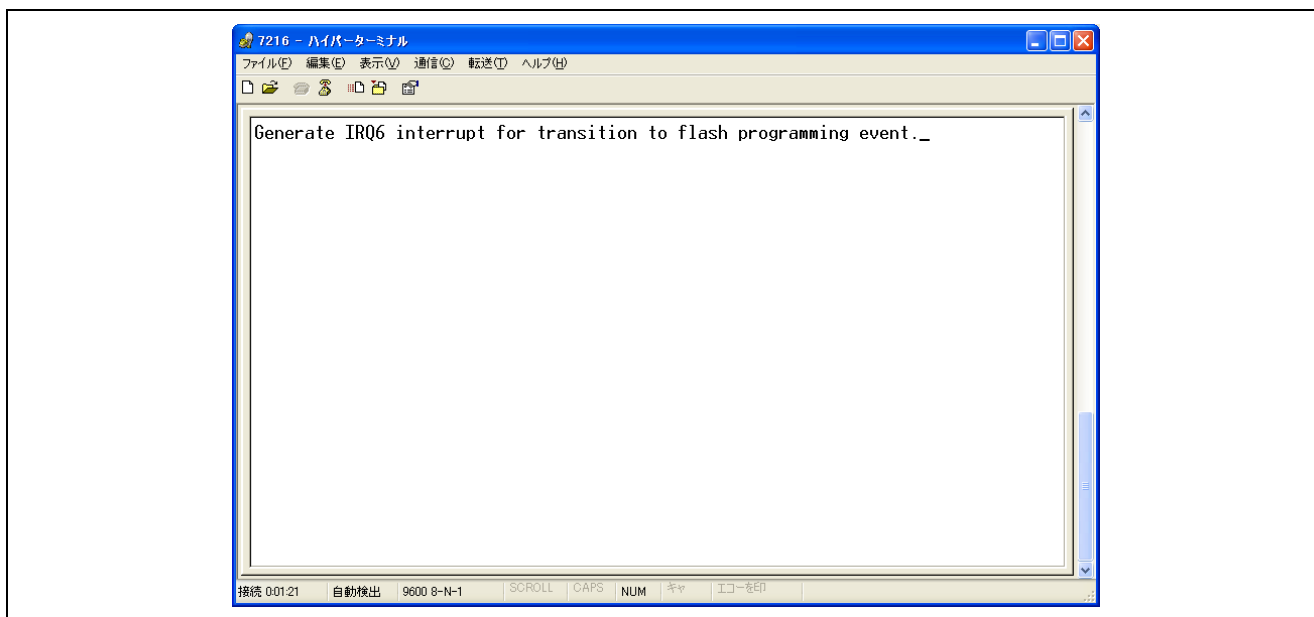 7216 - ハイパーターミナル
ファイル(F) 編集(E) 表示(V) 通信(C) 転送(T) ヘルプ(H)
Generate IRQ6 interrupt for transition to flash programming event._
接続 0:01:21 自動検出 9600 8-N-1 SCROLL CAPS NUM キャ エコーを印